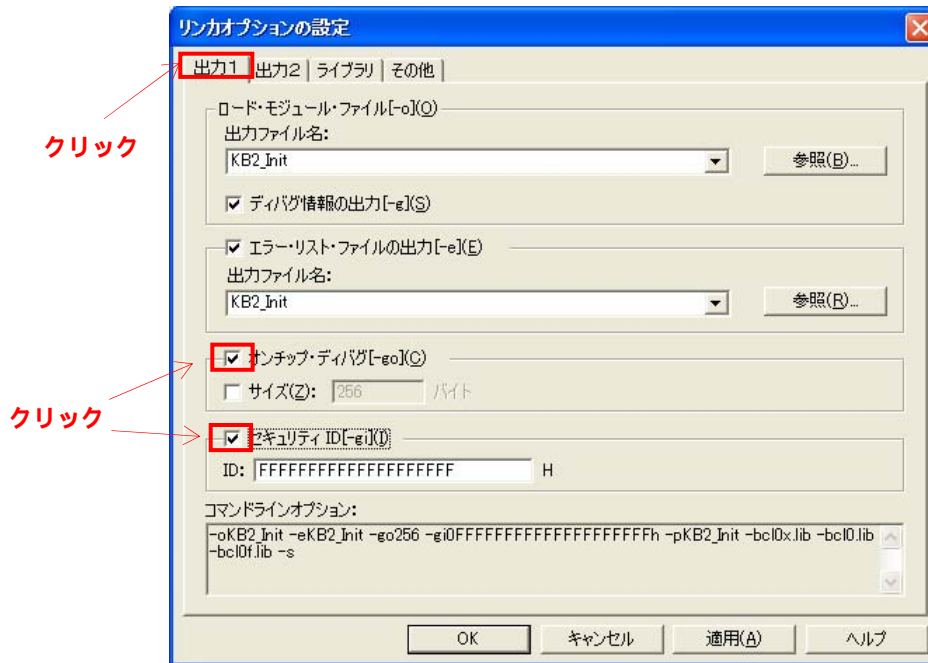 リンカオプションの設定
出力1 出力2 ライブラリ その他
クリック
ロード・モジュール・ファイル[-o](O)
出力ファイル名:
KB2_Init
参照(B)...
ディバグ情報の出力[-g](S)
エラー・リスト・ファイルの出力[-e](E)
出力ファイル名:
KB2_Init
参照(R)...
オンチップ・ディバグ[-go](C)
サイズ(Z): 256 バイト
クリック
セキュリティ ID[-gi](I)
ID: FFFFFFFFFFFFFFFFFFFF H
コマンドラインオプション:
-oKB2_Init -eKB2_Init -go256 -gi0FFFFFFFFFFFFFFFFFFFFh -pKB2_Init -bcl0x.lib -bcl0.lib
-bcl0f.lib -s
OK キャンセル 適用(A) ヘルプ